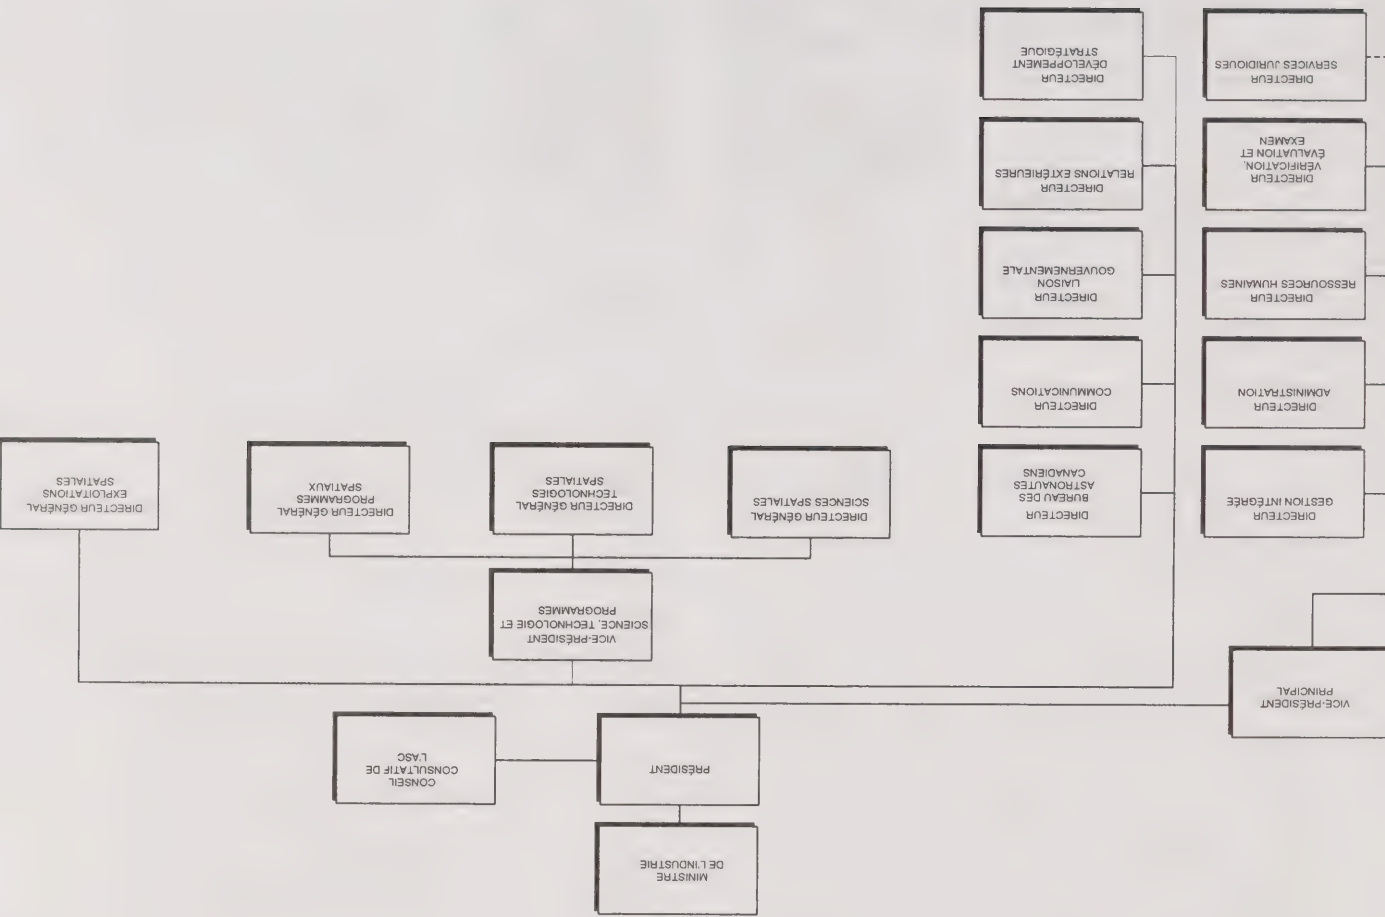 MINISTRE
DE L'INDUSTRIE
PRÉSIDENT
CONSEIL
CONSULTATIF DE
L'ASC
VICE-PRÉSIDENT
PRINCIPAL
VICE-PRÉSIDENT
SCIENCE, TECHNOLOGIE ET
PROGRAMMES
DIRECTEUR
GESTION INTÉGRÉE
DIRECTEUR
BUREAU DES
ASTRONAUTES
CANADIENS
DIRECTEUR GÉNÉRAL
SCIENCES SPATIALES
DIRECTEUR GÉNÉRAL
TECHNOLOGIES
SPATIALES
DIRECTEUR GÉNÉRAL
PROGRAMMES
SPATIAUX
DIRECTEUR GÉNÉRAL
EXPLOITATIONS
SPATIALES
DIRECTEUR
ADMINISTRATION
DIRECTEUR
COMMUNICATIONS
DIRECTEUR
RESSOURCES HUMAINES
DIRECTEUR
LIAISON
GOUVERNEMENTALE
DIRECTEUR
VÉRIFICATION,
ÉVALUATION ET
EXAMEN
DIRECTEUR
RELATIONS EXTÉRIEURES
DIRECTEUR
SERVICES JURIDIQUES
DIRECTEUR
DÉVELOPPEMENT
STRATÉGIQUE